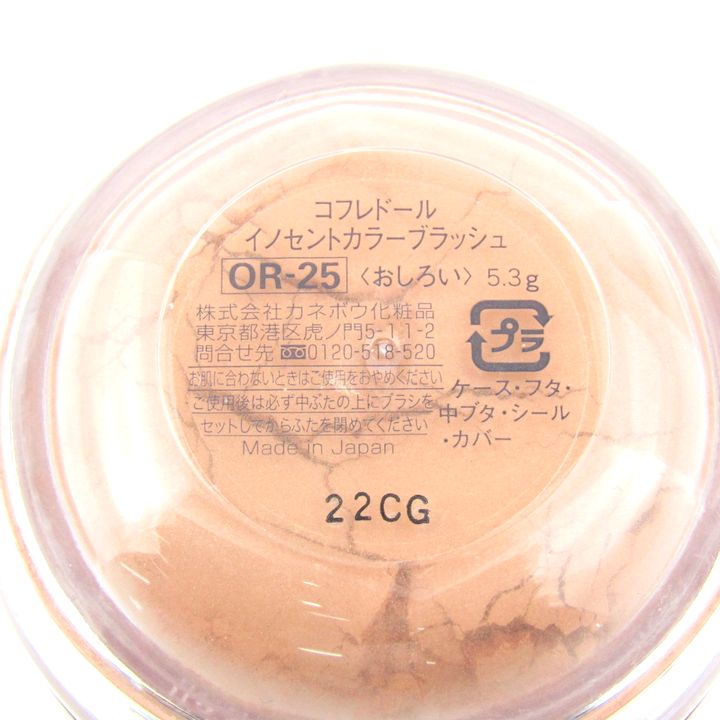 コフレドール
イノセントカラーブラッシュ
OR-25 〈おしろい〉 5.3g
株式会社カネボウ化粧品
東京都港区虎ノ門5-11-2
問合せ先 0120-518-520
お肌に合わないときはご使用をおやめください
ご使用後は必ず中ぶたの上にブラシを
セットしてからふたを閉めてください
Made in Japan
プラ
ケース・フタ・
中ブタ・シール
・カバー
22CG